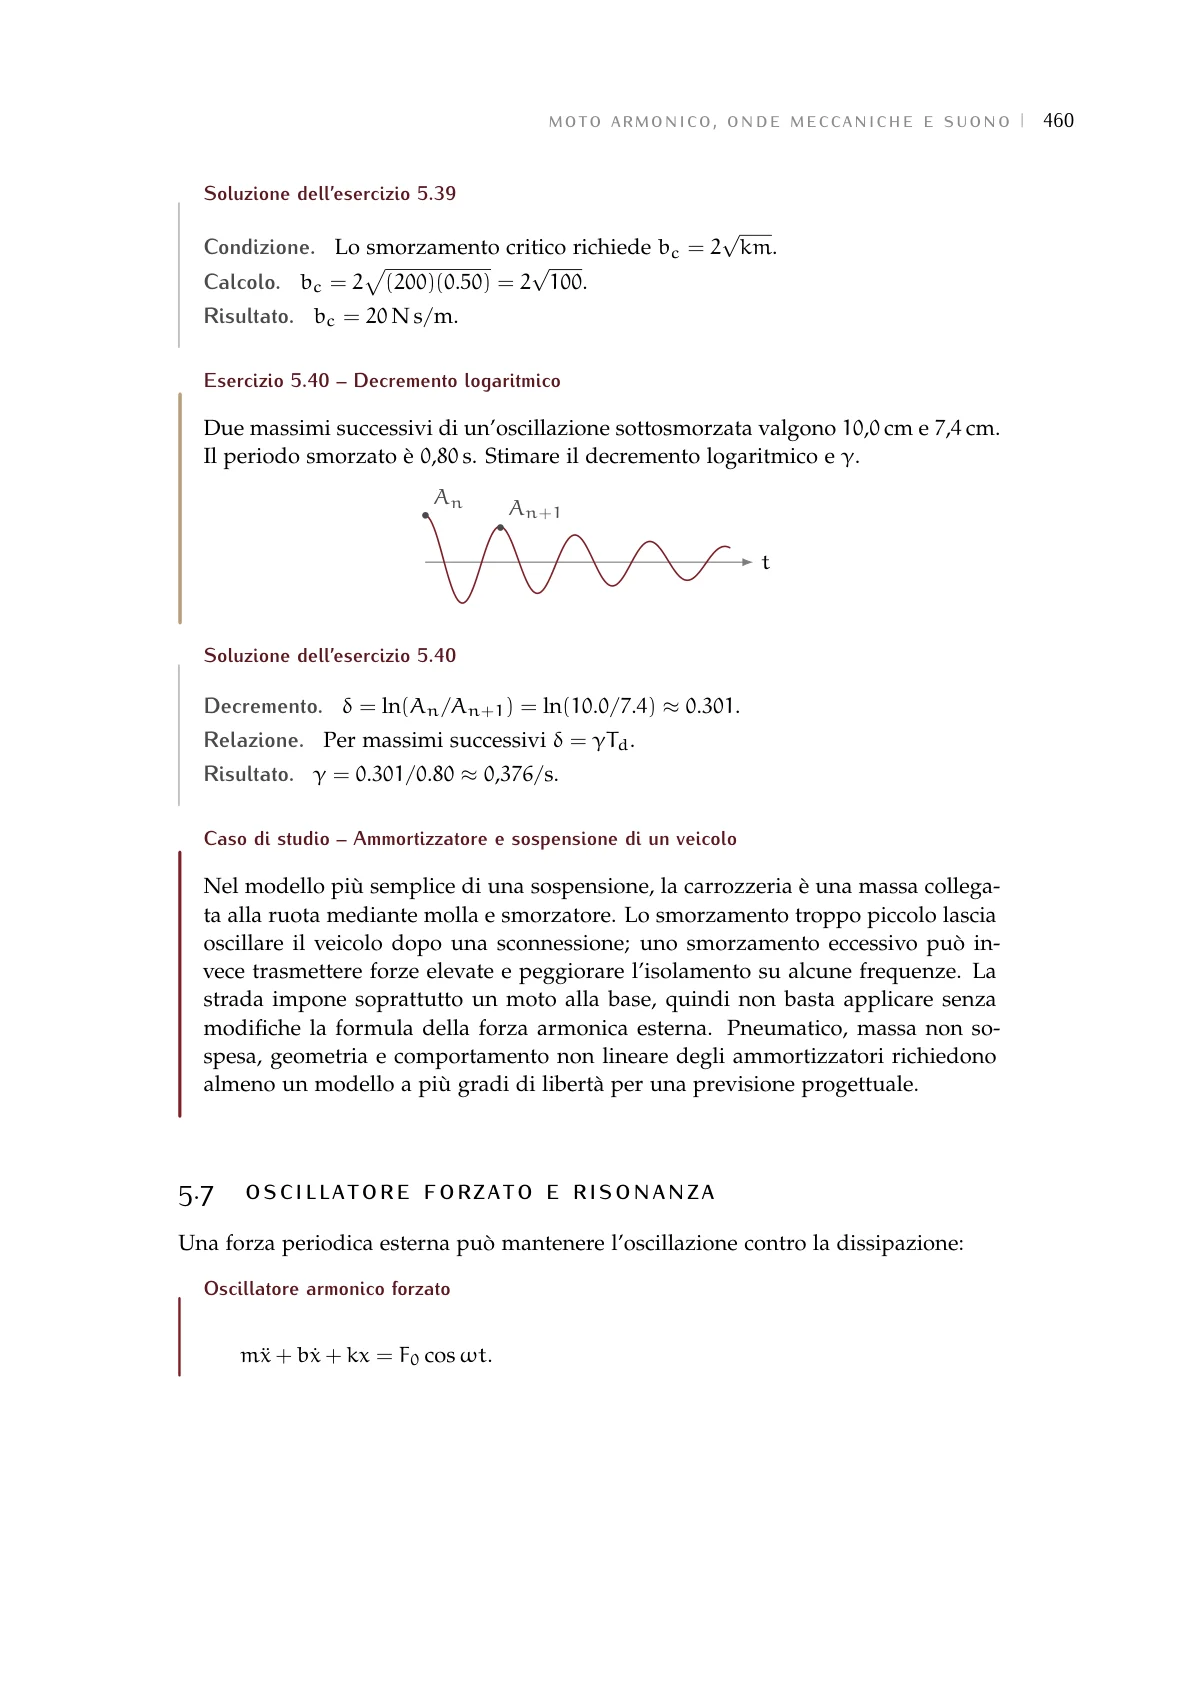 MOTO ARMONICO, ONDE MECCANICHE E SUONO | 460
Soluzione dell'esercizio 5.39
Condizione. Lo smorzamento critico richiede b_c = 2√km.
Calcolo. b_c = 2√(200)(0.50) = 2√100.
Risultato. b_c = 20 N s/m.
Esercizio 5.40 – Decremento logaritmico
Due massimi successivi di un'oscillazione sottosmorzata valgono 10,0 cm e 7,4 cm.
Il periodo smorzato è 0,80 s. Stimare il decremento logaritmico e γ.
A_n
A_{n+1}
t
Soluzione dell'esercizio 5.40
Decremento. δ = ln(A_n/A_{n+1}) = ln(10.0/7.4) ≈ 0.301.
Relazione. Per massimi successivi δ = γT_d.
Risultato. γ = 0.301/0.80 ≈ 0,376/s.
Caso di studio – Ammortizzatore e sospensione di un veicolo
Nel modello più semplice di una sospensione, la carrozzeria è una massa collega-
ta alla ruota mediante molla e smorzatore. Lo smorzamento troppo piccolo lascia
oscillare il veicolo dopo una sconnessione; uno smorzamento eccessivo può in-
vece trasmettere forze elevate e peggiorare l'isolamento su alcune frequenze. La
strada impone soprattutto un moto alla base, quindi non basta applicare senza
modifiche la formula della forza armonica esterna. Pneumatico, massa non so-
spesa, geometria e comportamento non lineare degli ammortizzatori richiedono
almeno un modello a più gradi di libertà per una previsione progettuale.
5.7 OSCILLATORE FORZATO E RISONANZA
Una forza periodica esterna può mantenere l'oscillazione contro la dissipazione:
Oscillatore armonico forzato
mẍ + bẋ + kx = F_0 cos ωt.